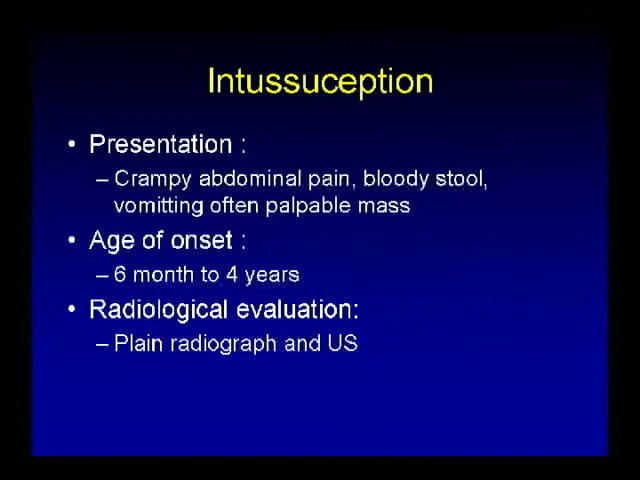 Intussuception
• Presentation :
– Crampy abdominal pain, bloody stool,
vomitting often palpable mass
• Age of onset :
– 6 month to 4 years
• Radiological evaluation:
– Plain radiograph and US